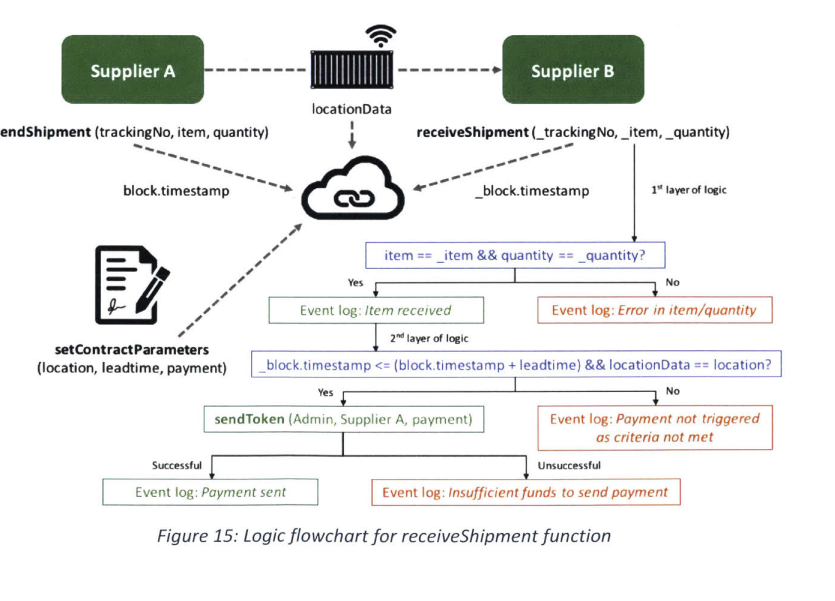 Supplier A
Supplier B
locationData
endShipment (trackingNo, item, quantity)
receiveShipment (_trackingNo, _item, _quantity)
block.timestamp
_block.timestamp
1st layer of logic
item == _item && quantity == _quantity?
Yes
No
Event log: Item received
Event log: Error in item/quantity
2nd layer of logic
setContractParameters
(location, leadtime, payment)
_block.timestamp <= (block.timestamp + leadtime) && locationData == location?
Yes
No
sendToken (Admin, Supplier A, payment)
Event log: Payment not triggered
as criteria not met
Successful
Unsuccessful
Event log: Payment sent
Event log: Insufficient funds to send payment
Figure 15: Logic flowchart for receiveShipment function